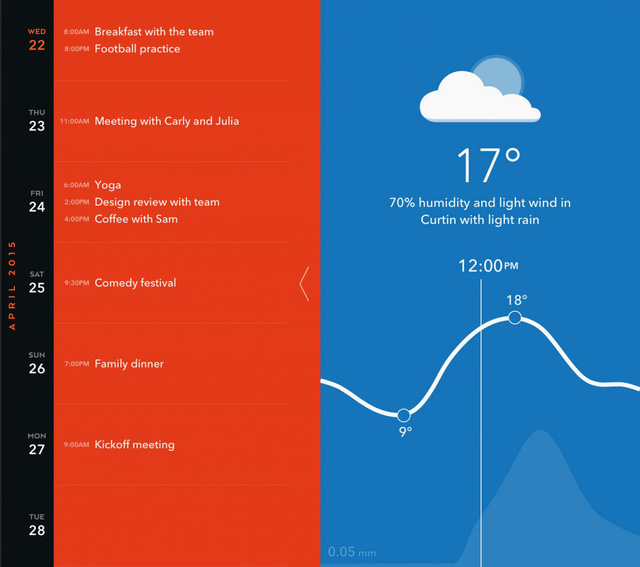 APRIL 2015
WED
22
8:00AM Breakfast with the team
8:00PM Football practice
THU
23
11:00AM Meeting with Carly and Julia
FRI
24
6:00AM Yoga
2:00PM Design review with team
4:00PM Coffee with Sam
SAT
25
9:30PM Comedy festival
SUN
26
7:00PM Family dinner
MON
27
9:00AM Kickoff meeting
TUE
28
17°
70% humidity and light wind in
Curtin with light rain
12:00PM
18°
9°
0.05 mm